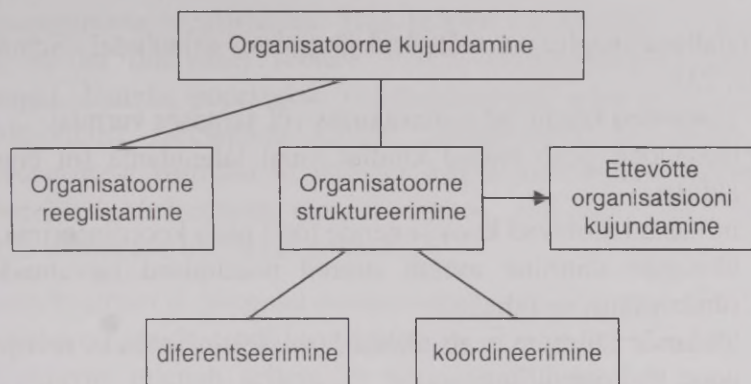 Organisatoorne kujundamine
Organisatoorne
reeglistamine
Organisatoorne
struktureerimine
Ettevõtte
organisatsiooni
kujundamine
diferentseerimine
koordineerimine